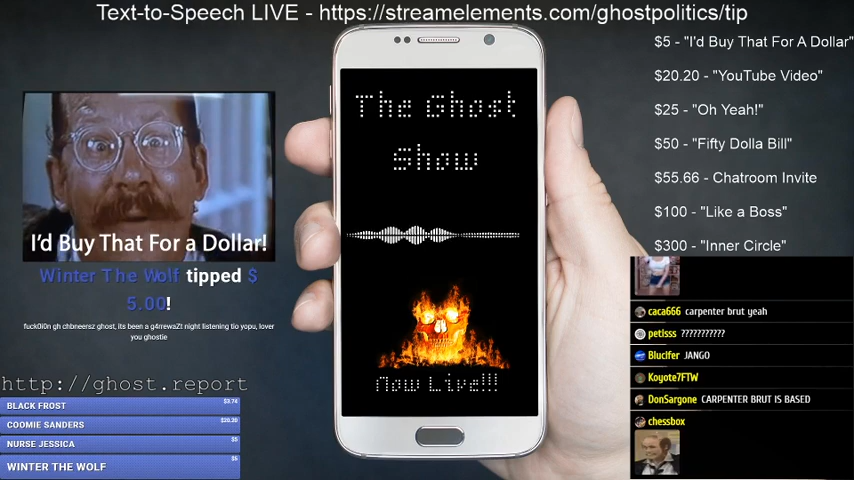 Text-to-Speech LIVE - https://streamelements.com/ghostpolitics/tip
$5 - "I'd Buy That For A Dollar"
$20.20 - "YouTube Video"
$25 - "Oh Yeah!"
$50 - "Fifty Dolla Bill"
$55.66 - Chatroom Invite
$100 - "Like a Boss"
$300 - "Inner Circle"
The Ghost
Show
Now Live!!!
I'd Buy That For a Dollar!
Winter The Wolf tipped $
5.00!
fuck0i0n gh chbneersz ghost, its been a g4rrewaZt night listening tio yopu, lover
you ghostie
http://ghost.report
BLACK FROST $3.74
COOMIE SANDERS $20.20
NURSE JESSICA $5
WINTER THE WOLF $5
caca666 carpenter brut yeah
petisss ???????????
Blucifer JANGO
Koyote7FTW
DonSargone CARPENTER BRUT IS BASED
chessbox